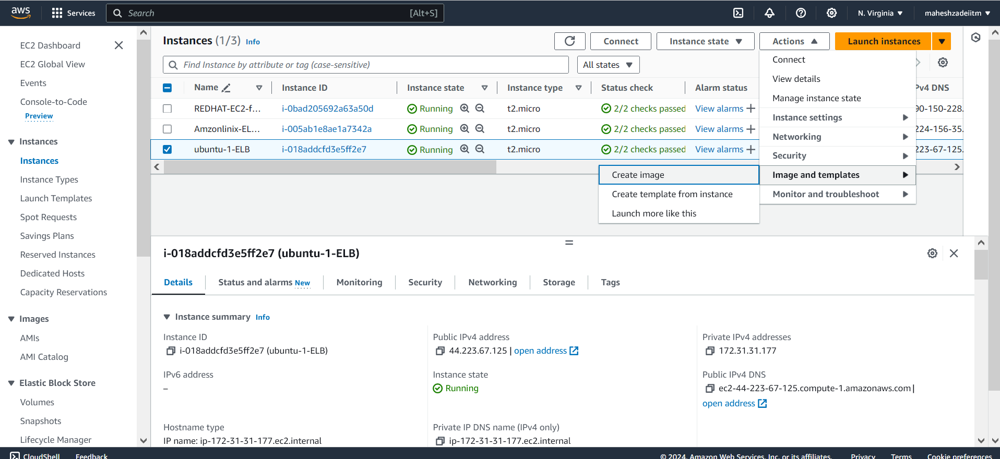 aws
Services
Search
[Alt+S]
N. Virginia
maheshzadeiitm
EC2 Dashboard
EC2 Global View
Events
Console-to-Code
Preview
Instances
Instances
Instance Types
Launch Templates
Spot Requests
Savings Plans
Reserved Instances
Dedicated Hosts
Capacity Reservations
Images
AMIs
AMI Catalog
Elastic Block Store
Volumes
Snapshots
Lifecycle Manager
Instances (1/3) Info
Connect
Instance state
Actions
Launch instances
Find Instance by attribute or tag (case-sensitive)
All states
Name Instance ID Instance state Instance type Status check Alarm status Pv4 DNS
REDHAT-EC2-f... i-0bad205692a63a50d Running t2.micro 2/2 checks passed View alarms 90-150-228.
Amzonlinix-EL... i-005ab1e8ae1a7342a Running t2.micro 2/2 checks passed View alarms 224-156-35.
ubuntu-1-ELB i-018addcfd3e5ff2e7 Running t2.micro 2/2 checks passed View alarms 223-67-125.
Connect
View details
Manage instance state
Instance settings
Networking
Security
Image and templates
Monitor and troubleshoot
Create image
Create template from instance
Launch more like this
i-018addcfd3e5ff2e7 (ubuntu-1-ELB)
Details Status and alarms New Monitoring Security Networking Storage Tags
Instance summary Info
Instance ID
i-018addcfd3e5ff2e7 (ubuntu-1-ELB)
Public IPv4 address
44.223.67.125 | open address
Private IPv4 addresses
172.31.31.177
IPv6 address
–
Instance state
Running
Public IPv4 DNS
ec2-44-223-67-125.compute-1.amazonaws.com |
open address
Hostname type
IP name: ip-172-31-31-177.ec2.internal
Private IP DNS name (IPv4 only)
ip-172-31-31-177.ec2.internal
CloudShell Feedback
© 2024, Amazon Web Services, Inc. or its affiliates.
Privacy Terms Cookie preferences